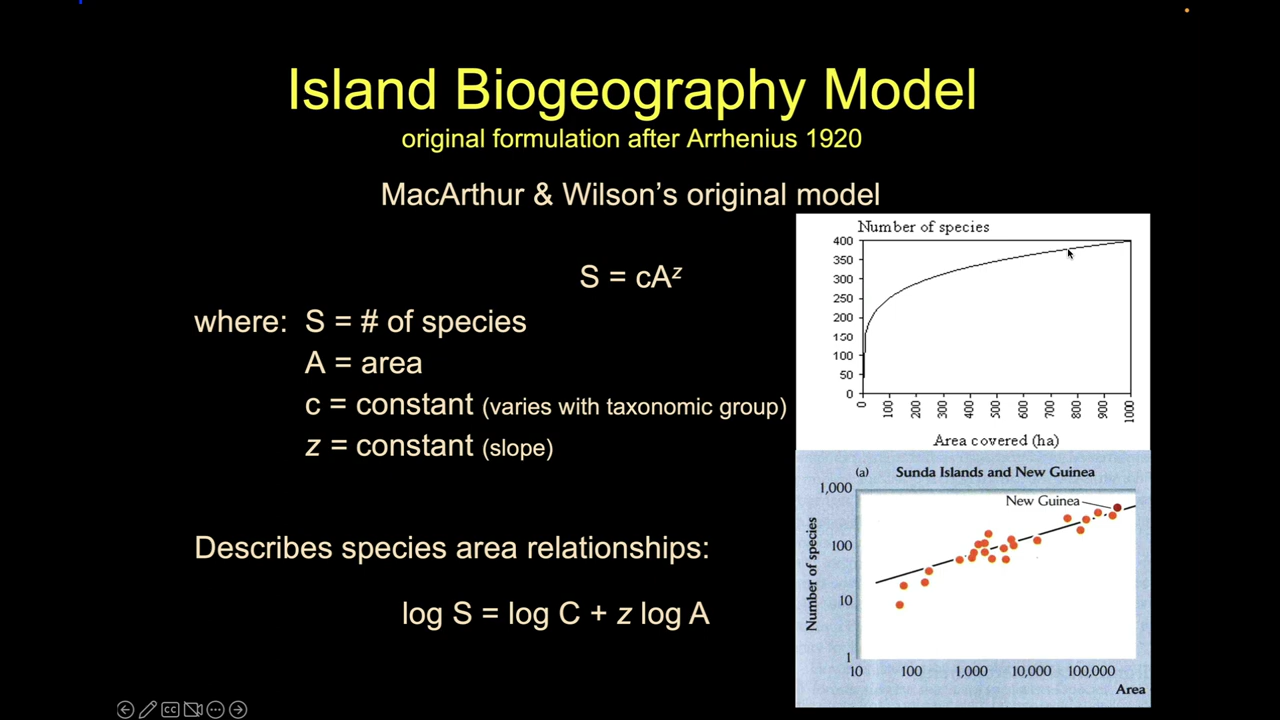 Island Biogeography Model
original formulation after Arrhenius 1920
MacArthur & Wilson’s original model
S = cAᶻ
where: S = # of species
A = area
c = constant (varies with taxonomic group)
z = constant (slope)
Describes species area relationships:
log S = log C + z log A
Number of species
400
350
300
250
200
150
100
50
0
0 100 200 300 400 500 600 700 800 900 1000
Area covered (ha)
(a) Sunda Islands and New Guinea
New Guinea
Number of species
1,000
100
10
1
10 100 1,000 10,000 100,000
Area
CC